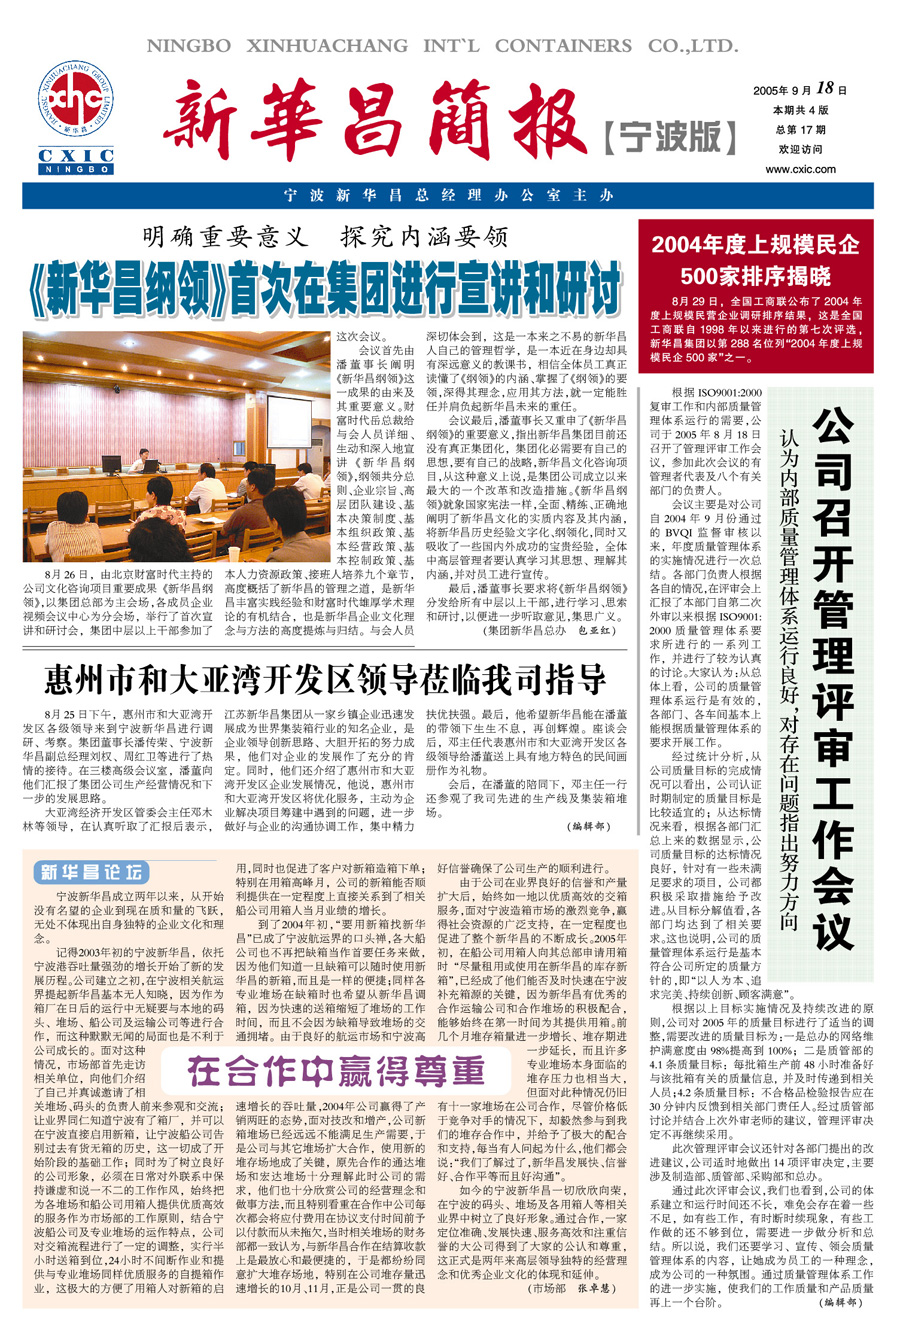 NINGBO XINHUACHANG INT`L CONTAINERS CO.,LTD.
CXIC
NINGBO
新華昌簡报【宁波版】
2005年9月18日
本期共4版
总第17期
欢迎访问
www.cxic.com
宁波新华昌总经理办公室主办
明确重要意义 探究内涵要领
《新华昌纲领》首次在集团进行宣讲和研讨
8月26日，由北京财富时代主持的
公司文化咨询项目重要成果《新华昌纲
领》,以集团总部为主会场,各成员企业
视频会议中心为分会场，举行了首次宣
讲和研讨会，集团中层以上干部参加了
这次会议。
会议首先由
潘董事长阐明
《新华昌纲领》这
一成果的由来及
其重要意义。财
富时代岳总裁给
与会人员详细、
生动和深入地宣
讲《新华昌纲
领》,纲领共分总
则、企业宗旨、高
层团队建设、基
本决策制度、基
本组织政策、基
本经营政策、基
本控制政策、基
本人力资源政策、接班人培养九个章节,
高度概括了新华昌的管理之道，是新华
昌丰富实践经验和财富时代雄厚学术理
论的有机结合，也是新华昌企业文化理
念与方法的高度提炼与归结。与会人员
深切体会到，这是一本来之不易的新华昌
人自己的管理哲学，是一本近在身边却具
有深远意义的教课书，相信全体员工真正
读懂了《纲领》的内涵、掌握了《纲领》的要
领,深得其理念,应用其方法,就一定能胜
任并肩负起新华昌未来的重任。
会议最后,潘董事长又重申了《新华昌
纲领》的重要意义,指出新华昌集团目前还
没有真正集团化，集团化必需要有自己的
思想,要有自己的战略,新华昌文化咨询项
目,从这种意义上说,是集团公司成立以来
最大的一个改革和改造措施。《新华昌纲
领》就象国家宪法一样,全面、精练、正确地
阐明了新华昌文化的实质内容及其内涵,
将新华昌历史经验文字化、纲领化,同时又
吸收了一些国内外成功的宝贵经验，全体
中高层管理者要认真学习其思想、理解其
内涵,并对员工进行宣传。
最后,潘董事长要求将《新华昌纲领》
分发给所有中层以上干部,进行学习、思索
和研讨,以便进一步听取意见,集思广义。
(集团新华昌总办 包亚红)
2004年度上规模民企
500家排序揭晓
8月29日，全国工商联公布了2004年
度上规模民营企业调研排序结果，这是全国
工商联自1998年以来进行的第七次评选，
新华昌集团以第288名位列“2004年度上规
模民企500家”之一。
公司召开管理评审工作会议
认为内部质量管理体系运行良好,对存在问题指出努力方向
根据ISO9001:2000
复审工作和内部质量管
理体系运行的需要,公
司于2005年8月18日
召开了管理评审工作会
议，参加此次会议的有
管理者代表及八个有关
部门的负责人。
会议主要是对公司
自2004年9月份通过
的BVQI监督审核以
来，年度质量管理体系
的实施情况进行一次总
结。各部门负责人根据
各自的情况,在评审会上
汇报了本部门自第二次
外审以来根据ISO9001:
2000质量管理体系要
求所进行的一系列工
作，并进行了较为认真
的讨论。大家认为:从总
体上看，公司的质量管
理体系运行是有效的，
各部门、各车间基本上
能根据质量管理体系的
要求开展工作。
经过统计分析,从
公司质量目标的完成情
况可以看出，公司认证
时期制定的质量目标是
比较适宜的；从达标情
况来看，根据各部门汇
总上来的数据显示,公
司质量目标的达标情况
良好，针对有一些未满
足要求的项目，公司都
积极采取措施给予改
进。从目标分解值看,各
部门均达到了相关要
求。这也说明,公司的质
量管理体系运行是基本
符合公司所定的质量方
针的,即“以人为本、追
求完美、持续创新、顾客满意”。
根据以上目标实施情况及持续改进的原
则,公司对2005年的质量目标进行了适当的调
整,需要改进的质量目标为:一是总办的网络维
护满意度由98%提高到100%；二是质管部的
4.1条质量目标：每批箱生产前48小时准备好
与该批箱有关的质量信息，并及时传递到相关
人员;4.2条质量目标：不合格品检验报告应在
30分钟内反馈到相关部门责任人。经过质管部
讨论并结合上次外审老师的建议，管理评审决
定不再继续采用。
此次管理评审会议还针对各部门提出的改
进建议,公司适时地做出14项评审决定,主要
涉及制造部、质管部、采购部和总办。
通过此次评审会议,我们也看到,公司的体
系建立和运行时间还不长，难免会存在着一些
不足，如有些工作，有时断时续现象，有些工
作做的还不够到位，需要进一步做分析和总
结。所以说，我们还要学习、宣传、领会质量
管理体系的内容，让她成为员工的一种理念，
成为公司的一种氛围。通过质量管理体系工作
的进一步实施，使我们的工作质量和产品质量
再上一个台阶。 (编辑部)
惠州市和大亚湾开发区领导莅临我司指导
8月25日下午，惠州市和大亚湾开
发区各级领导来到宁波新华昌进行调
研、考察。集团董事长潘传荣、宁波新
华昌副总经理刘权、周红卫等进行了热
情的接待。在三楼高级会议室，潘董向
他们汇报了集团公司生产经营情况和下
一步的发展思路。
大亚湾经济开发区管委会主任邓木
林等领导，在认真听取了汇报后表示，
江苏新华昌集团从一家乡镇企业迅速发
展成为世界集装箱行业的知名企业，是
企业领导创新思路、大胆开拓的努力成
果，他们对企业的发展作了充分的肯
定。同时，他们还介绍了惠州市和大亚
湾开发区企业发展情况，他说，惠州市
和大亚湾开发区将优化服务，主动为企
业解决项目筹建中遇到的问题，进一步
做好与企业的沟通协调工作，集中精力
扶优扶强。最后，他希望新华昌能在潘董
的带领下生生不息，再创辉煌。座谈会
后，邓主任代表惠州市和大亚湾开发区各
级领导给潘董送上具有地方特色的民间画
册作为礼物。
会后，在潘董的陪同下，邓主任一行
还参观了我司先进的生产线及集装箱堆
场。
(编辑部)
新华昌论坛
在合作中赢得尊重
宁波新华昌成立两年以来，从开始
没有名望的企业到现在质和量的飞跃，
无处不体现出自身独特的企业文化和理
念。
记得2003年初的宁波新华昌，依托
宁波港吞吐量强劲的增长开始了新的发
展历程。公司建立之初,在宁波相关航运
界提起新华昌基本无人知晓，因为作为
箱厂在日后的运行中无疑要与本地的码
头、堆场、船公司及运输公司等进行合
作，而这种默默无闻的局面也是不利于
公司成长的。面对这种
情况，市场部首先走访
相关单位，向他们介绍
了自己并真诚邀请了相
关堆场、码头的负责人前来参观和交流;
让业界同仁知道宁波有了箱厂，并可以
在宁波直接启用新箱，让宁波船公司告
别过去有货无箱的历史，这一切成了开
始阶段的基础工作；同时为了树立良好
的公司形象，必须在日常对外联系中保
持谦虚和说一不二的工作作风，始终把
为各堆场和船公司用箱人提供优质高效
的服务作为市场部的工作原则，结合宁
波船公司及专业堆场的运作特点，公司
对交箱流程进行了一定的调整，实行半
小时送箱到位,24小时不间断作业和提
供与专业堆场同样优质服务的自提箱作
业，这极大的方便了用箱人对新箱的启
用,同时也促进了客户对新箱造箱下单；
特别在用箱高峰月，公司的新箱能否顺
利提供在一定程度上直接关系到了相关
船公司用箱人当月业绩的增长。
到了2004年初,“要用新箱找新华
昌”已成了宁波航运界的口头禅,各大船
公司也不再把缺箱当作首要任务来做,
因为他们知道一旦缺箱可以随时使用新
华昌的新箱,而且是一样的便捷;同样各
专业堆场在缺箱时也希望从新华昌调
箱，因为快速的送箱缩短了堆场的工作
时间，而且不会因为缺箱导致堆场的交
通拥堵。由于良好的航运市场和宁波高
速增长的吞吐量,2004年公司赢得了产
销两旺的态势,面对技改和增产,公司新
箱堆场已经远远不能满足生产需要,于
是公司与其它堆场扩大合作，使用新的
堆存场地成了关键，原先合作的通达堆
场和发达堆场十分理解此时公司的需
求，他们也十分欣赏公司的经营理念和
做事方法,而且特别看重在合作中公司每
次都会将应付费用在协议支付时间前予
以付款而从未拖欠,当时相关堆场的财务
部都一致认为,与新华昌合作在结算收款
上是最放心和最便捷的，于是都纷纷同
意扩大堆存场地，特别在公司堆存量迅
速增长的10月、11月,正是公司一贯的良
好信誉确保了公司生产的顺利进行。
由于公司在业界良好的信誉和产量
扩大后，始终如一地以优质高效的交箱
服务,面对宁波造箱市场的激烈竞争,赢
得社会资源的广泛支持，在一定程度也
促进了整个新华昌的不断成长。2005年
初，在船公司用箱人向其总部申请用箱
时“尽量租用或使用在新华昌的库存新
箱”,已经成了他们能否及时快速在宁波
补充箱源的关键，因为新华昌有优秀的
合作运输公司和合作堆场的积极配合，
能够始终在第一时间为其提供用箱。前
几个月堆存箱量进一步增长、堆存期进
一步延长，而且许多
专业堆场本身面临的
堆存压力也相当大，
但面对此种情况仍旧
有十一家堆场在公司合作，尽管价格低
于竞争对手的情况下，却毅然参与到我
们的堆存合作中，并给予了极大的配合
和支持,每当有人问起为什么,他们都会
说:“我们了解过了,新华昌发展快、信誉
好、合作平等而且好沟通”。
如今的宁波新华昌一切欣欣向荣，
在宁波的码头、堆场及各用箱人等相关
业界中树立了良好形象。通过合作,一家
定位准确、发展快速、服务高效和注重信
誉的大公司得到了大家的公认和尊重,
这正式是两年来高层领导独特的经营理
念和优秀企业文化的体现和延伸。
(市场部 张卓慧)